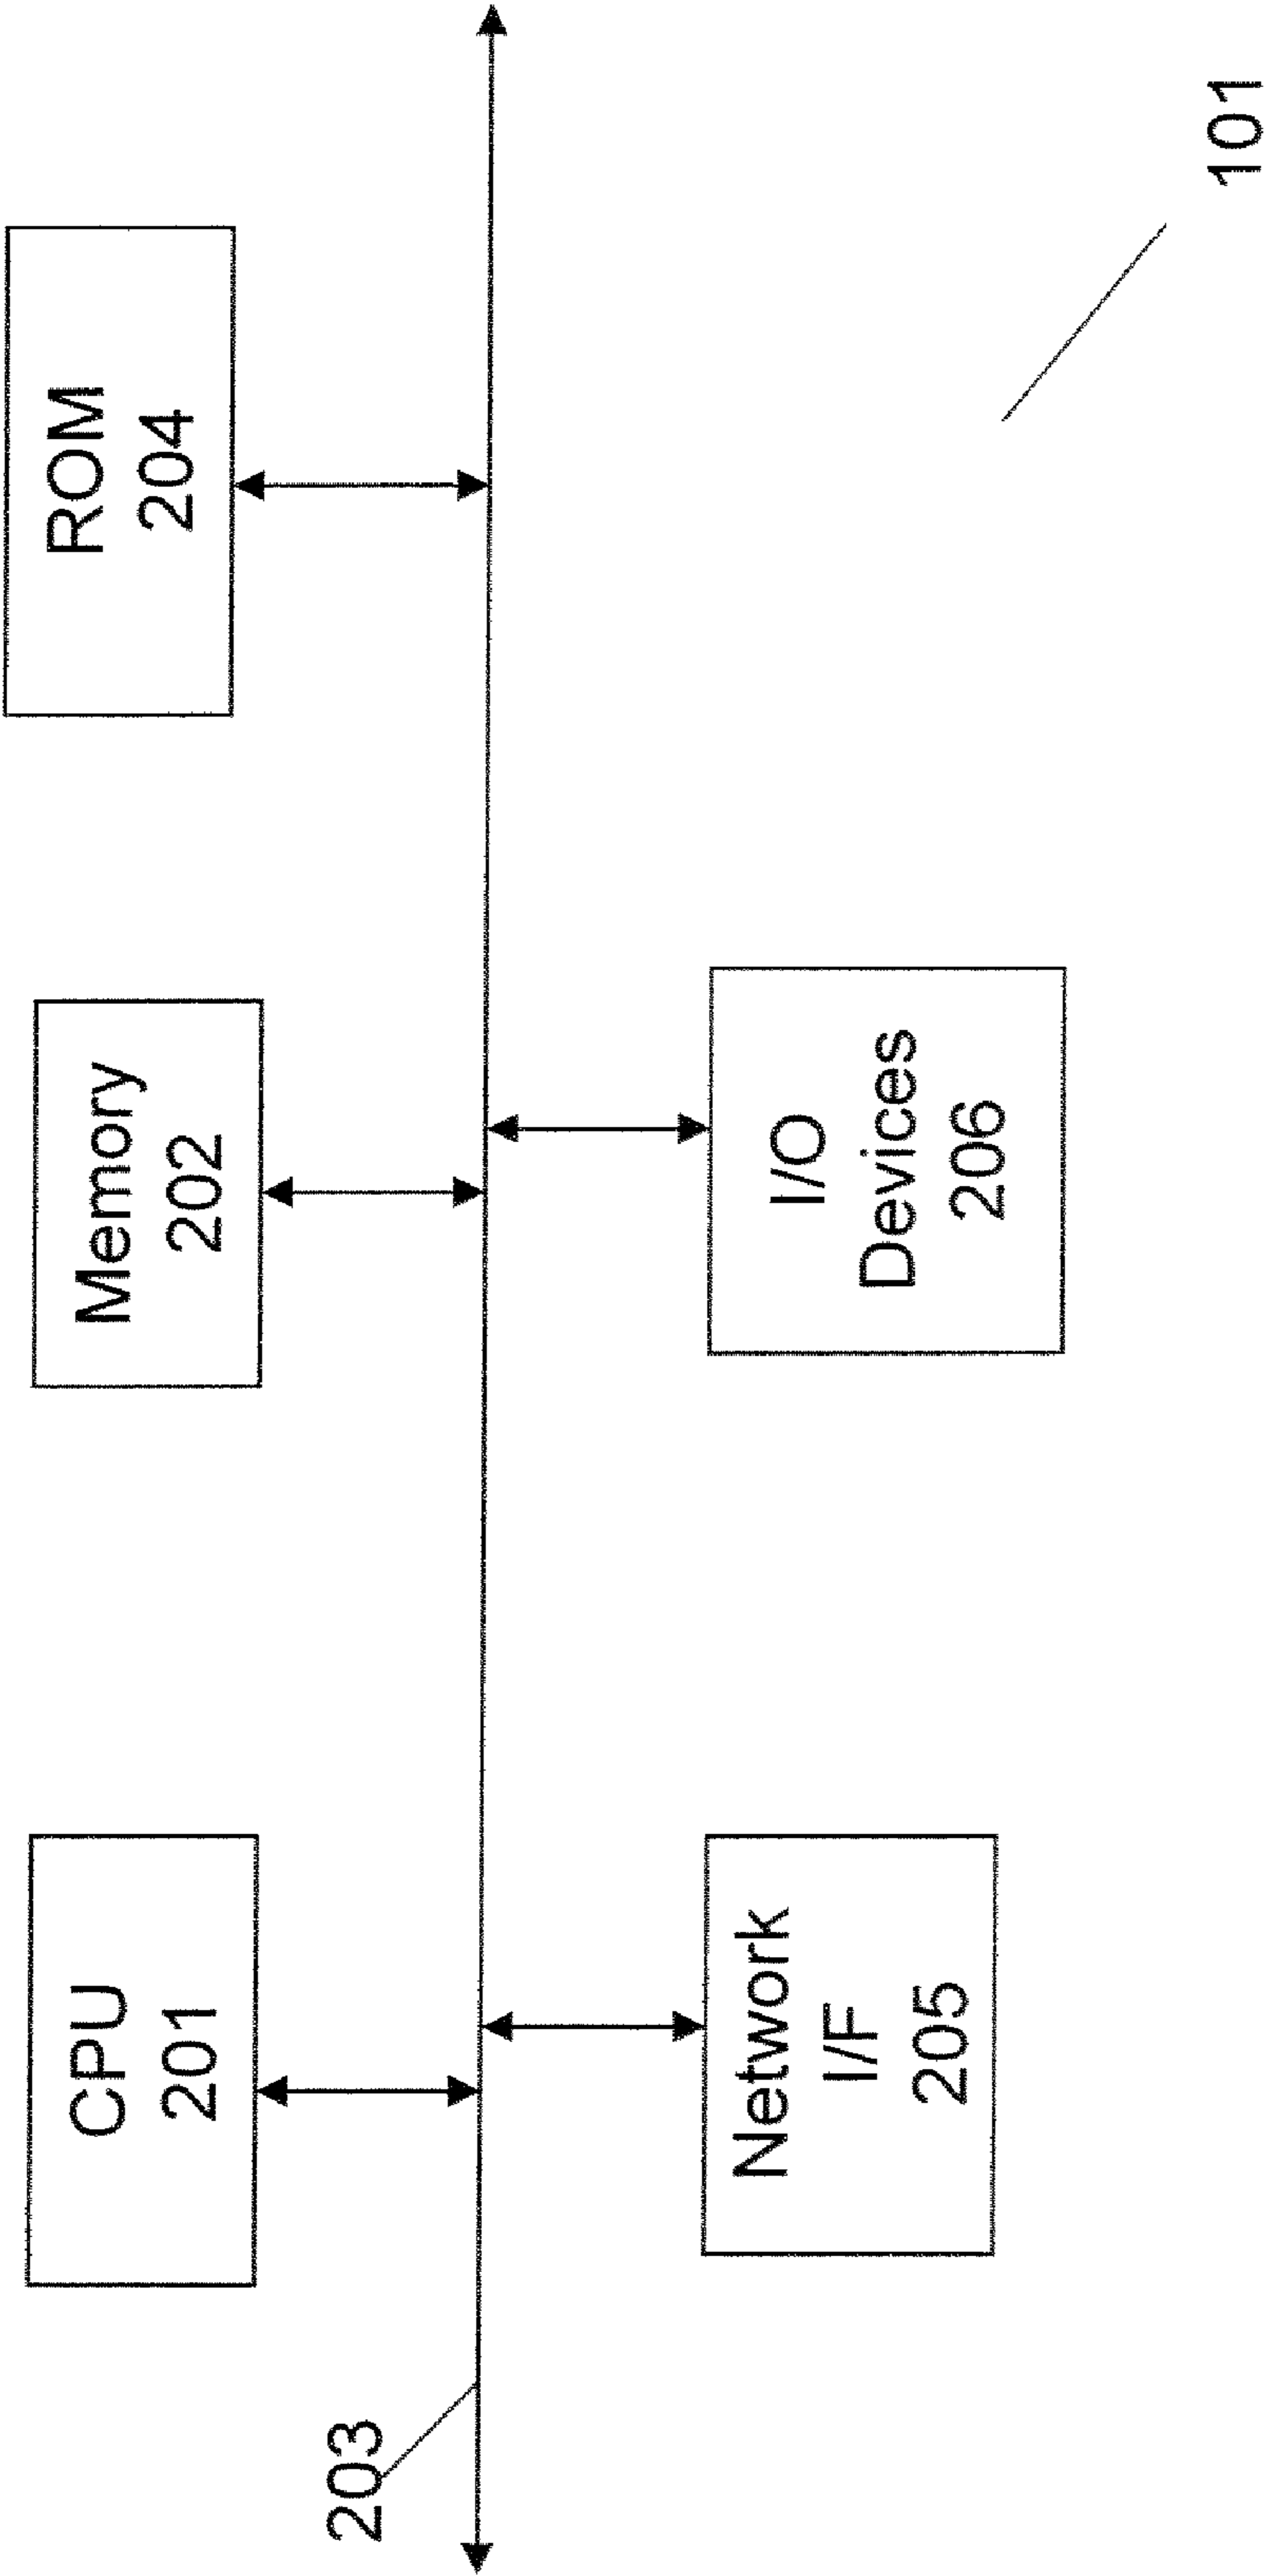 CPU
201
Memory
202
ROM
204
203
Network
I/F
205
I/O
Devices
206
101